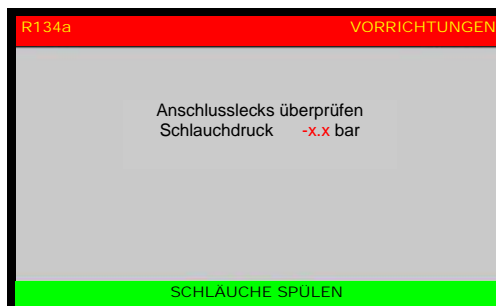 R134a VORRICHTUNGEN
Anschlusslecks überprüfen
Schlauchdruck -x.x bar
SCHLÄUCHE SPÜLEN